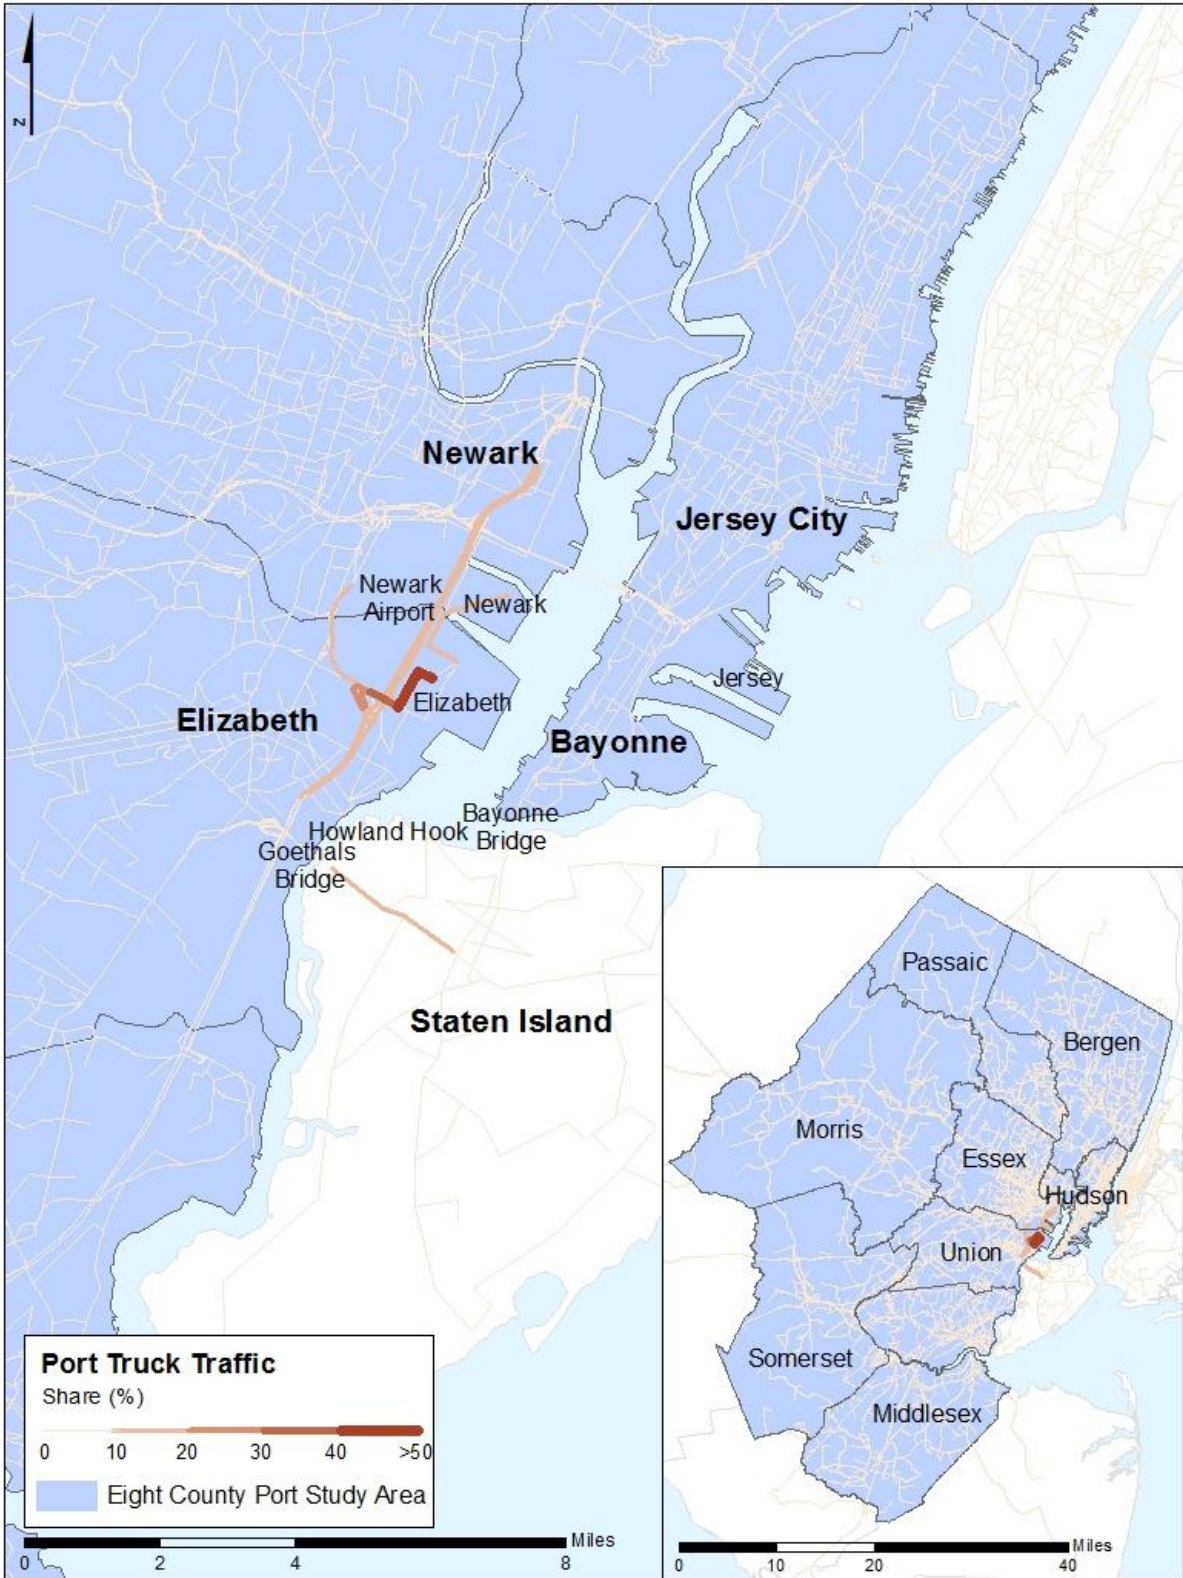 N
Newark
Jersey City
Newark
Airport
Newark
Elizabeth
Elizabeth
Jersey
Bayonne
Bayonne
Bridge
Howland Hook
Goethals
Bridge
Staten Island
Passaic
Bergen
Morris
Essex
Hudson
Union
Somerset
Middlesex
Port Truck Traffic
Share (%)
0 10 20 30 40 >50
Eight County Port Study Area
Miles
0 2 4 8
Miles
0 10 20 40